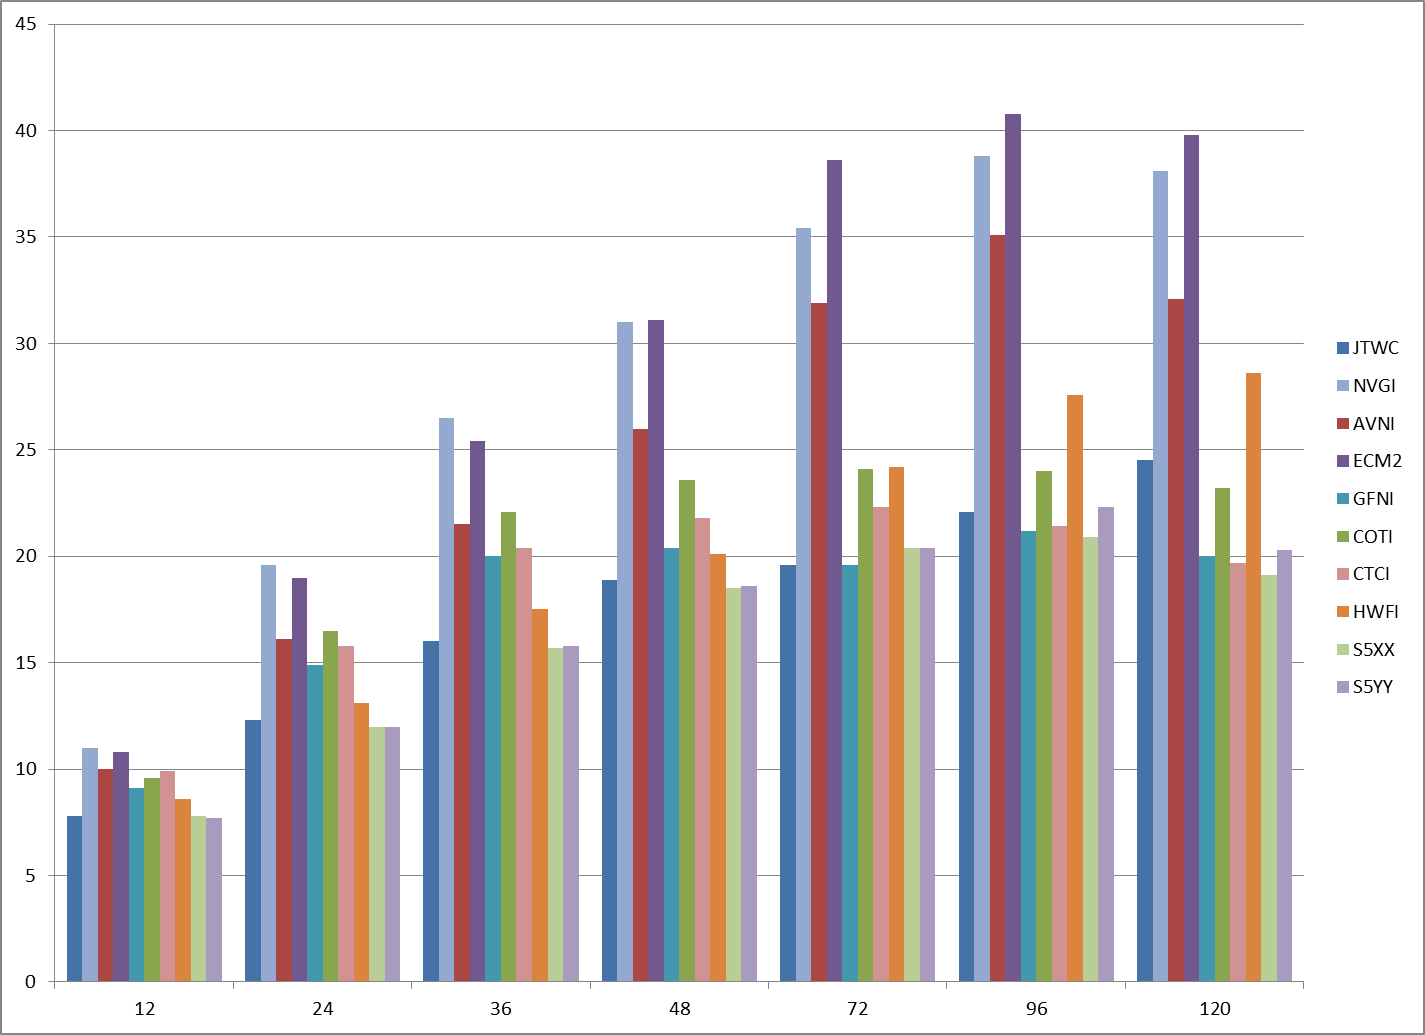 45
40
35
30
25
20
15
10
5
0
12 24 36 48 72 96 120
JTWC
NVGI
AVNI
ECM2
GFNI
COTI
CTCI
HWFI
S5XX
S5YY